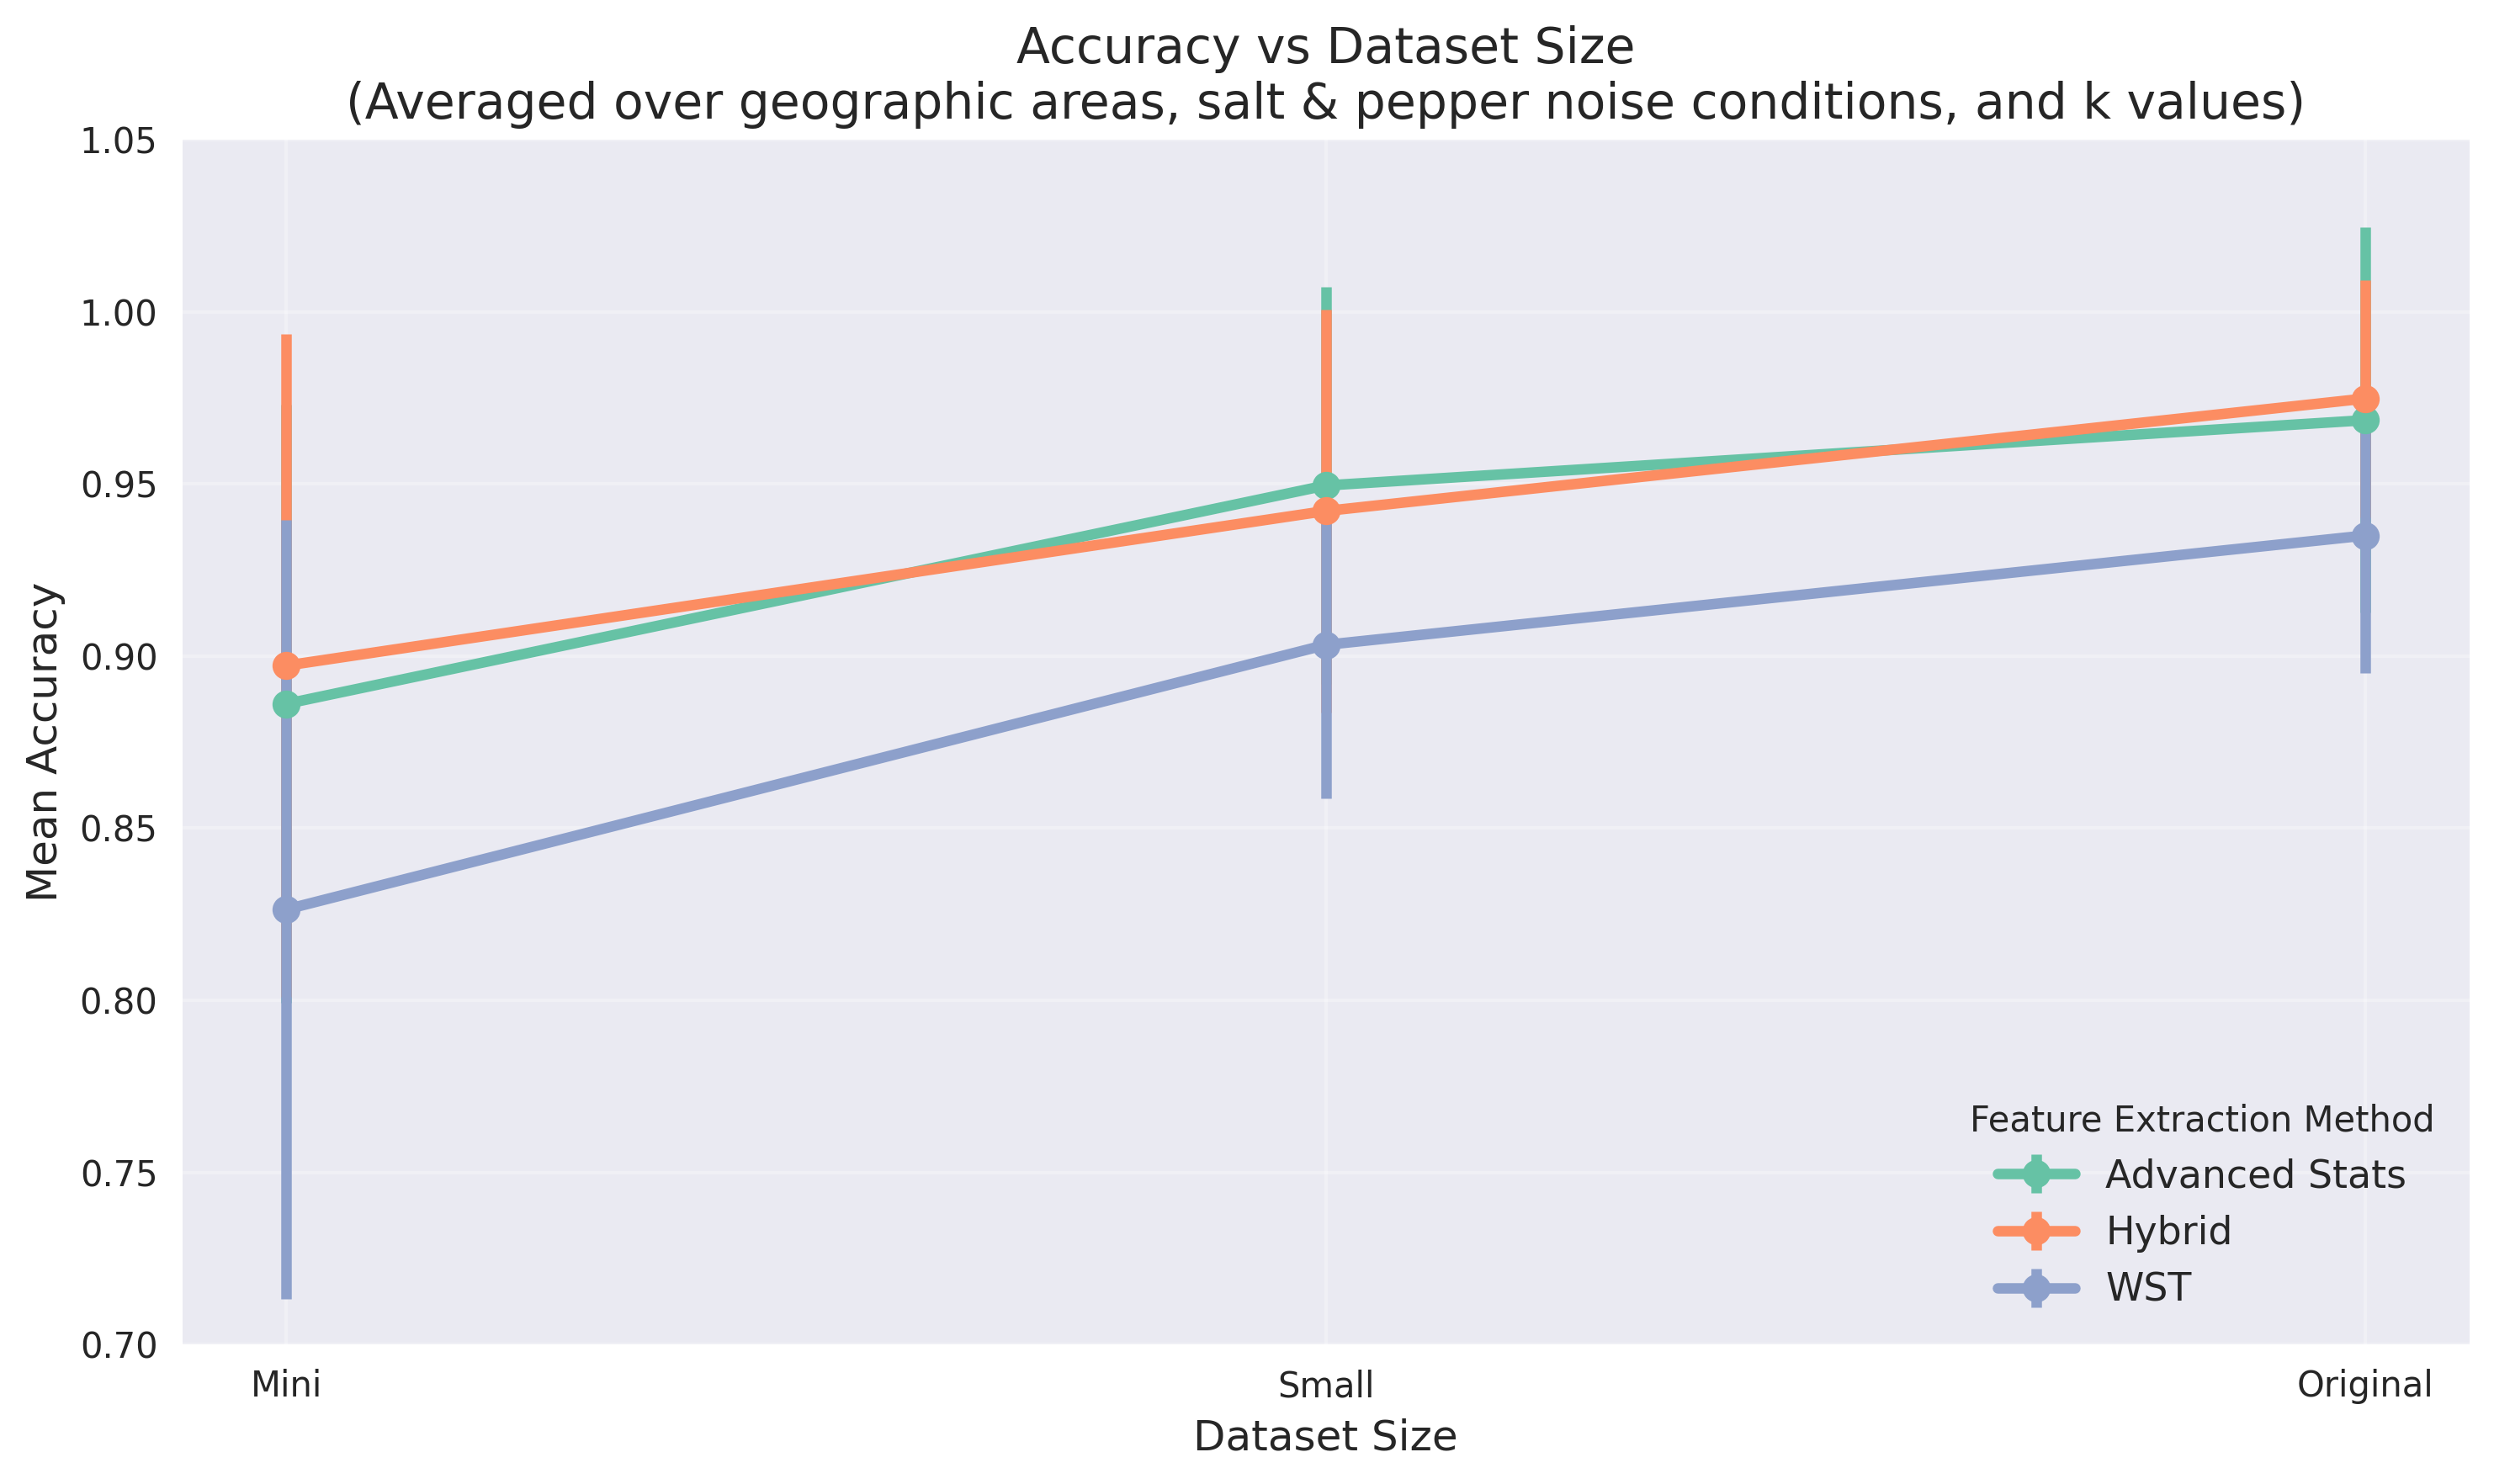 Accuracy vs Dataset Size
(Averaged over geographic areas, salt & pepper noise conditions, and k values)
1.05
1.00
0.95
0.90
0.85
0.80
0.75
0.70
Mean Accuracy
Feature Extraction Method
Advanced Stats
Hybrid
WST
Mini
Small
Original
Dataset Size